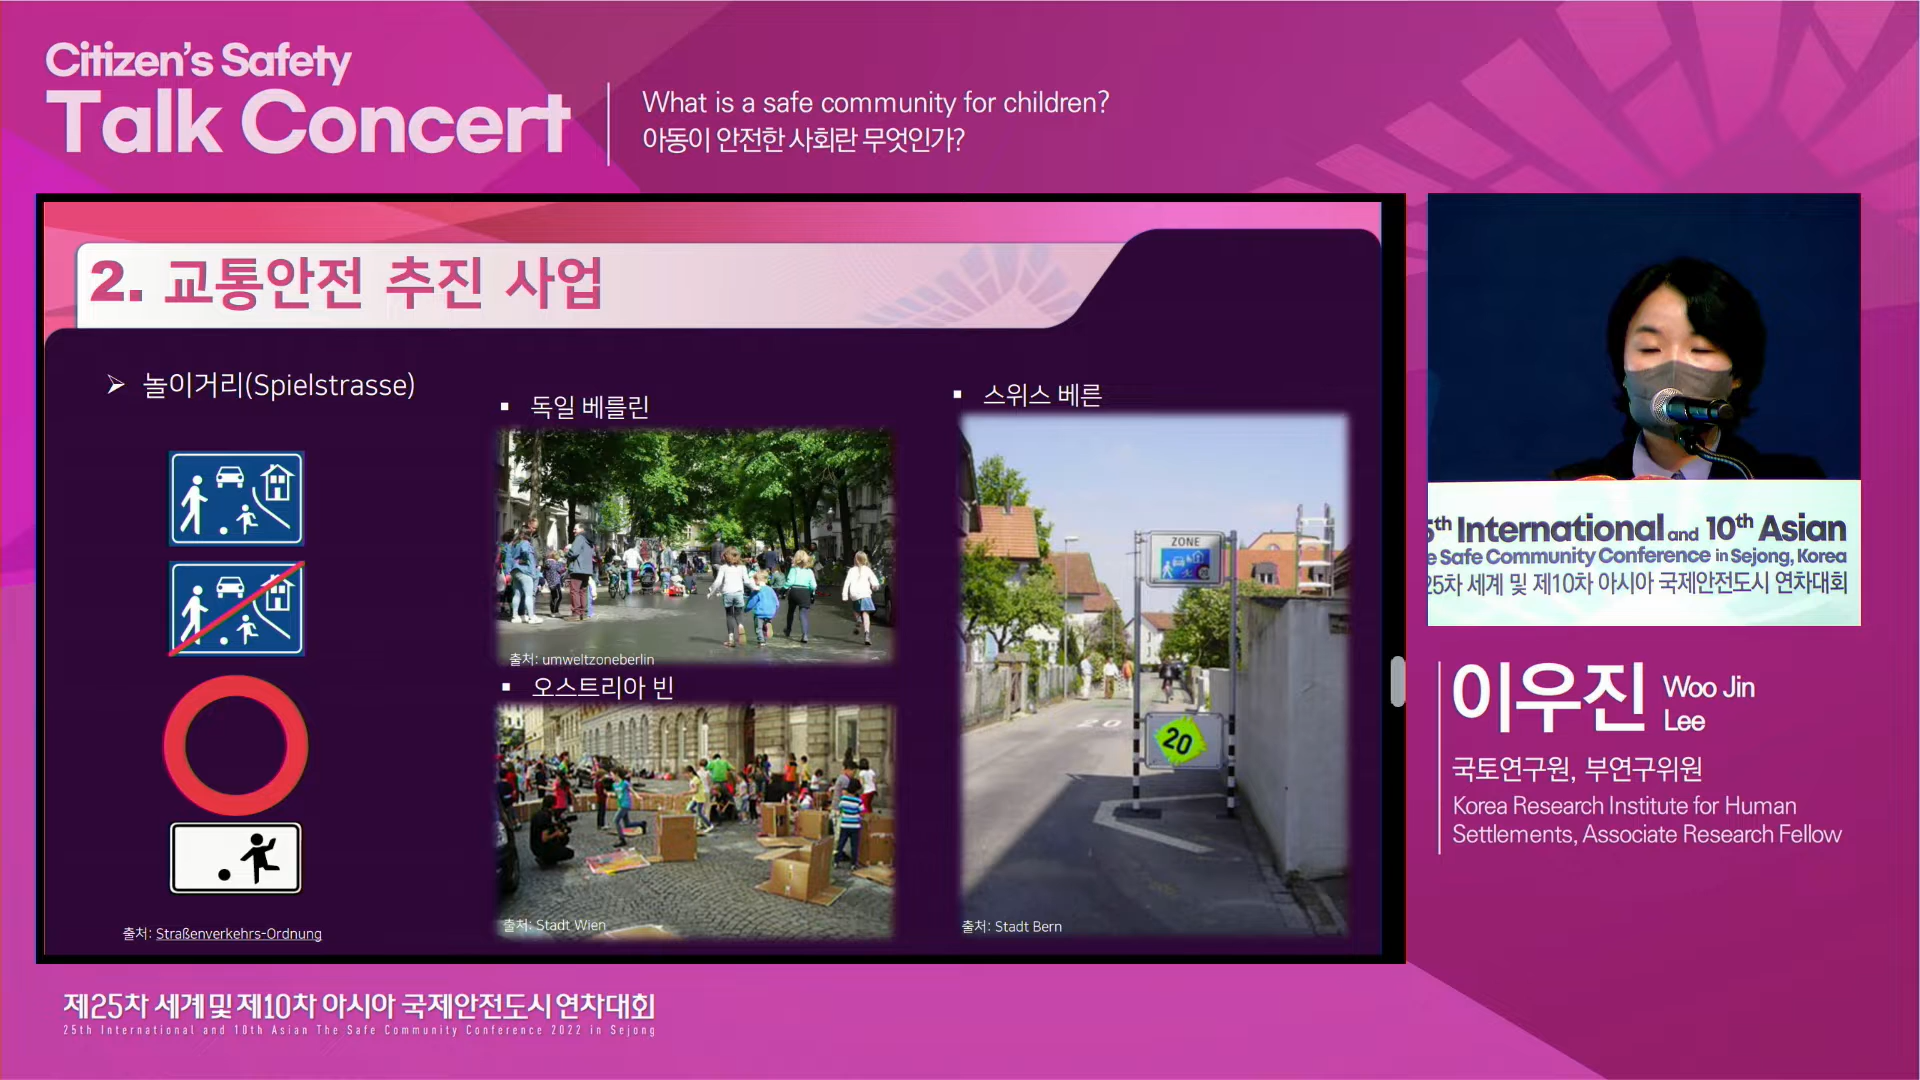 Citizen's Safety
Talk Concert
What is a safe community for children?
아동이 안전한 사회란 무엇인가?
2. 교통안전 추진 사업
놀이거리(Spielstrasse)
출처: Straßenverkehrs-Ordnung
독일 베를린
출처: umweltzoneberlin
오스트리아 빈
출처: Stadt Wien
스위스 베른
ZONE
20
20
출처: Stadt Bern
5th International and 10th Asian
e Safe Community Conference in Sejong, Korea
25차 세계 및 제10차 아시아 국제안전도시 연차대회
이우진 Woo Jin
Lee
국토연구원, 부연구위원
Korea Research Institute for Human
Settlements, Associate Research Fellow
제25차 세계 및 제10차 아시아 국제안전도시 연차대회
25th International and 10th Asian The Safe Community Conference 2022 in Sejong